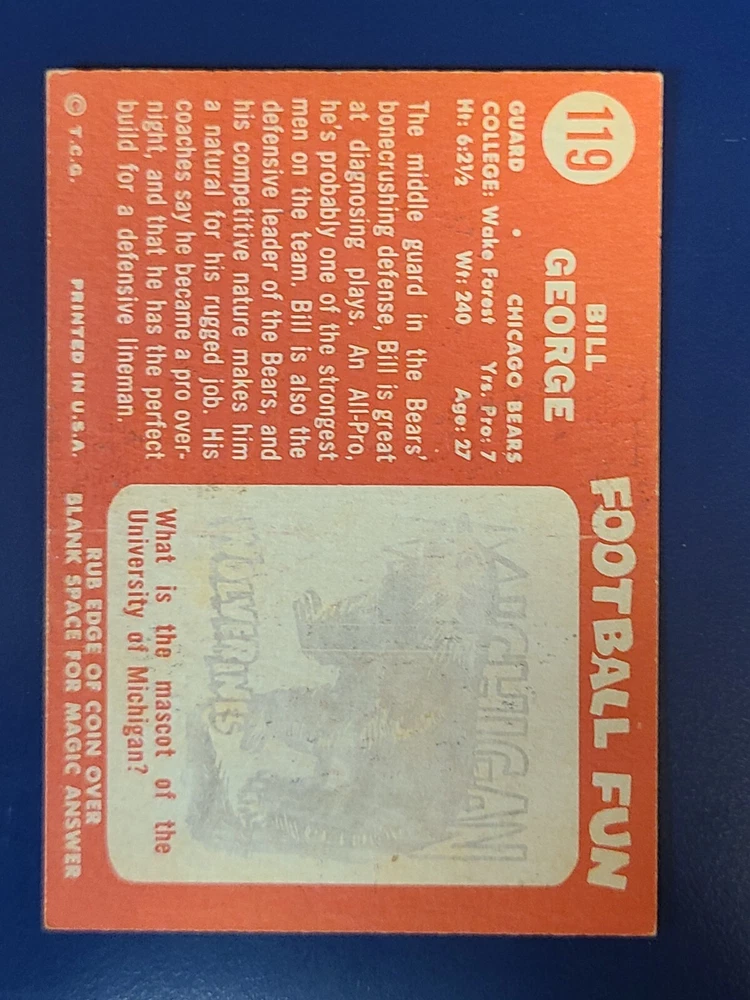 119
BILL
GEORGE
GUARD • CHICAGO BEARS
COLLEGE: Wake Forest Yrs. Pro: 7
Ht: 6:2½ Wt: 240 Age: 27
The middle guard in the Bears'
bonecrushing defense, Bill is great
at diagnosing plays. An All-Pro,
he's probably one of the strongest
men on the team. Bill is also the
defensive leader of the Bears, and
his competitive nature makes him
a natural for his rugged job. His
coaches say he became a pro over-
night, and that he has the perfect
build for a defensive lineman.
© T.C.G. PRINTED IN U.S.A.
FOOTBALL FUN
MICHIGAN
WOLVERINES
What is the mascot of the
University of Michigan?
RUB EDGE OF COIN OVER
BLANK SPACE FOR MAGIC ANSWER